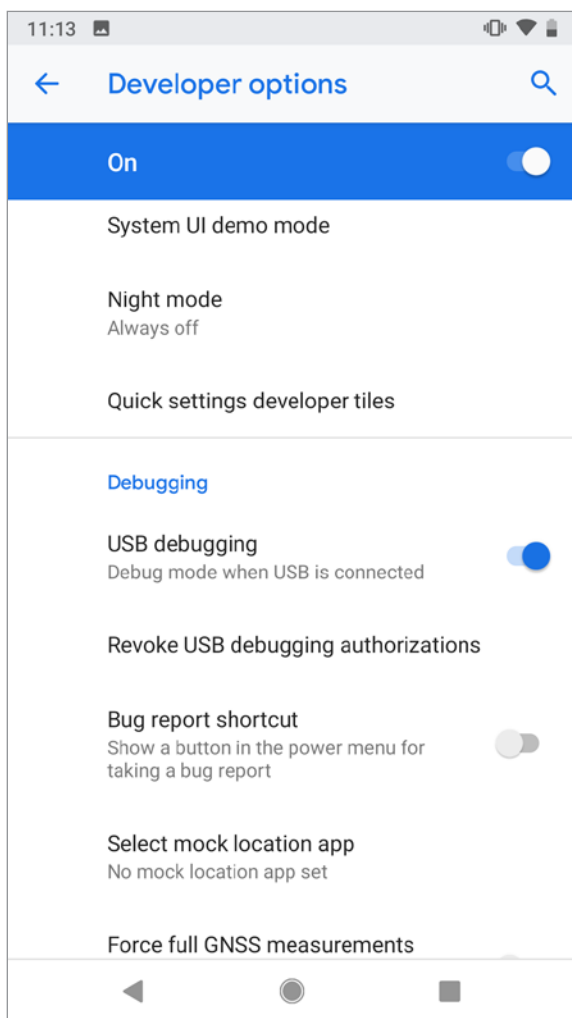 11:13
Developer options
On
System UI demo mode
Night mode
Always off
Quick settings developer tiles
Debugging
USB debugging
Debug mode when USB is connected
Revoke USB debugging authorizations
Bug report shortcut
Show a button in the power menu for
taking a bug report
Select mock location app
No mock location app set
Force full GNSS measurements